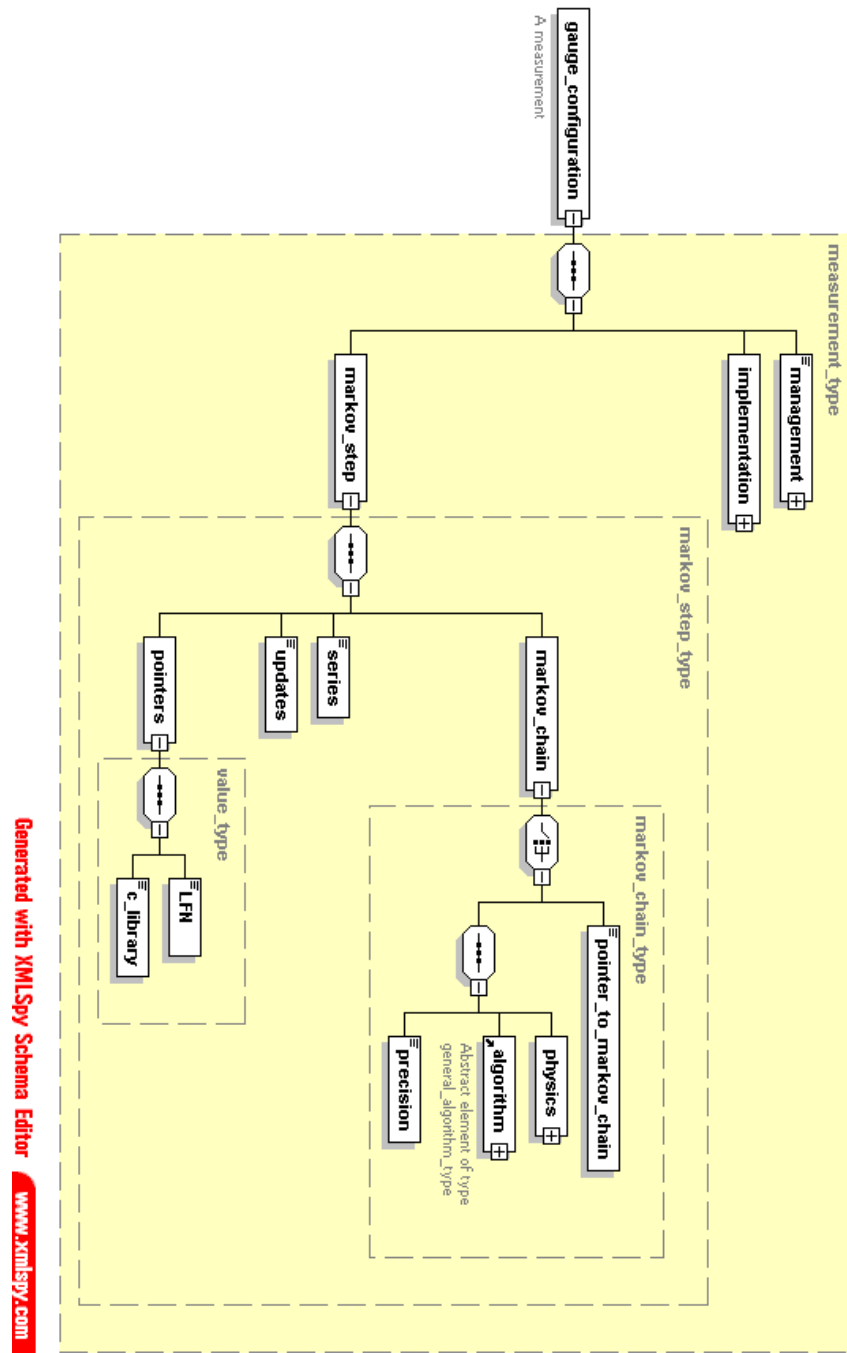 gauge_configuration
A measurement
measurement_type
management
implementation
markov_step
markov_step_type
markov_chain
markov_chain_type
pointer_to_markov_chain
physics
algorithm
Abstract element of type
general_algorithm_type
precision
series
updates
pointers
value_type
LFN
c_library
Generated with XMLSpy Schema Editor www.xmlspy.com